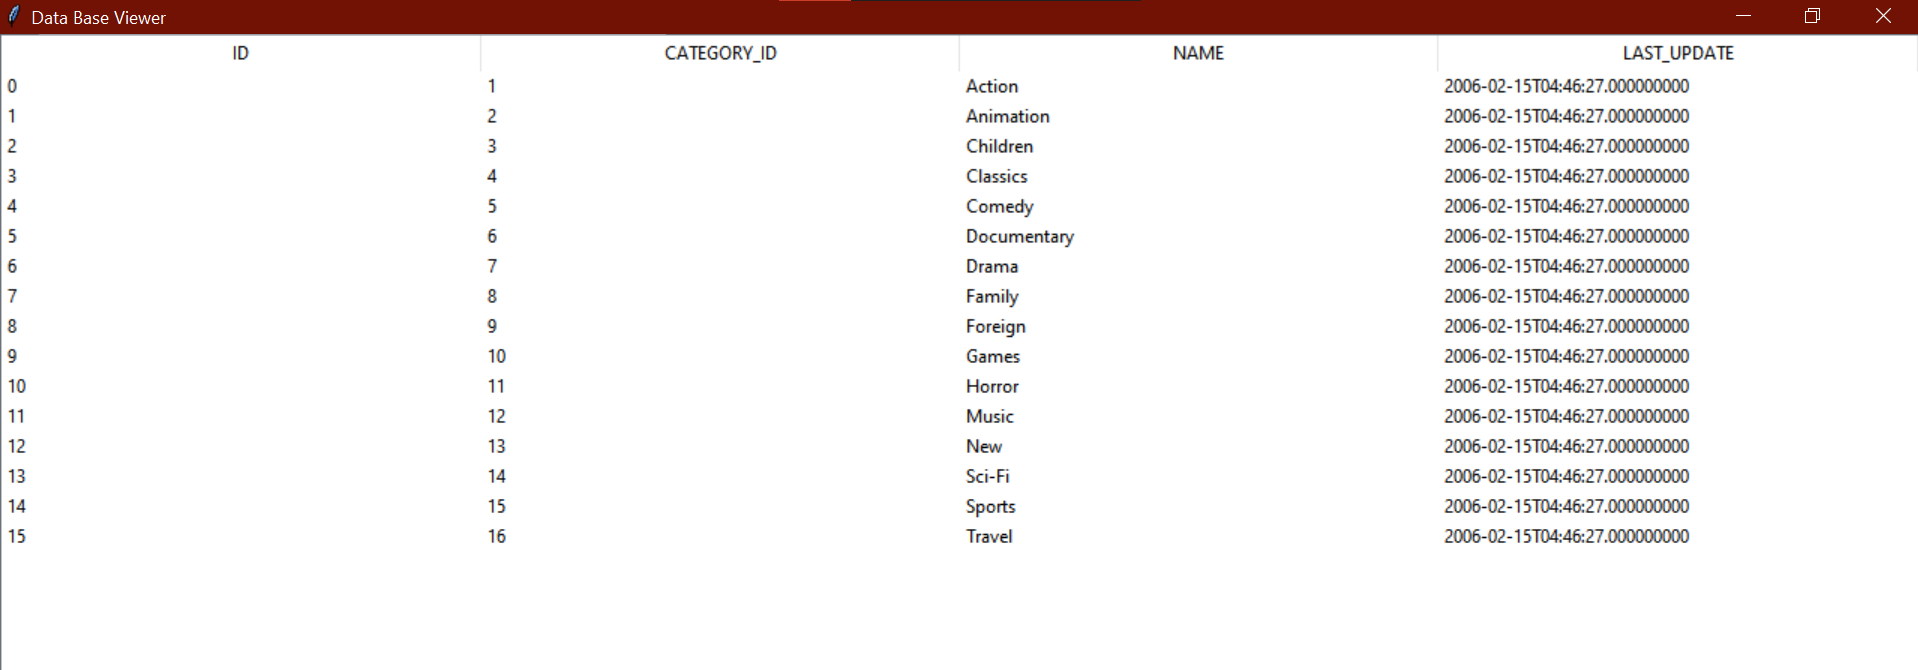 Data Base Viewer
ID CATEGORY_ID NAME LAST_UPDATE
0 1 Action 2006-02-15T04:46:27.000000000
1 2 Animation 2006-02-15T04:46:27.000000000
2 3 Children 2006-02-15T04:46:27.000000000
3 4 Classics 2006-02-15T04:46:27.000000000
4 5 Comedy 2006-02-15T04:46:27.000000000
5 6 Documentary 2006-02-15T04:46:27.000000000
6 7 Drama 2006-02-15T04:46:27.000000000
7 8 Family 2006-02-15T04:46:27.000000000
8 9 Foreign 2006-02-15T04:46:27.000000000
9 10 Games 2006-02-15T04:46:27.000000000
10 11 Horror 2006-02-15T04:46:27.000000000
11 12 Music 2006-02-15T04:46:27.000000000
12 13 New 2006-02-15T04:46:27.000000000
13 14 Sci-Fi 2006-02-15T04:46:27.000000000
14 15 Sports 2006-02-15T04:46:27.000000000
15 16 Travel 2006-02-15T04:46:27.000000000